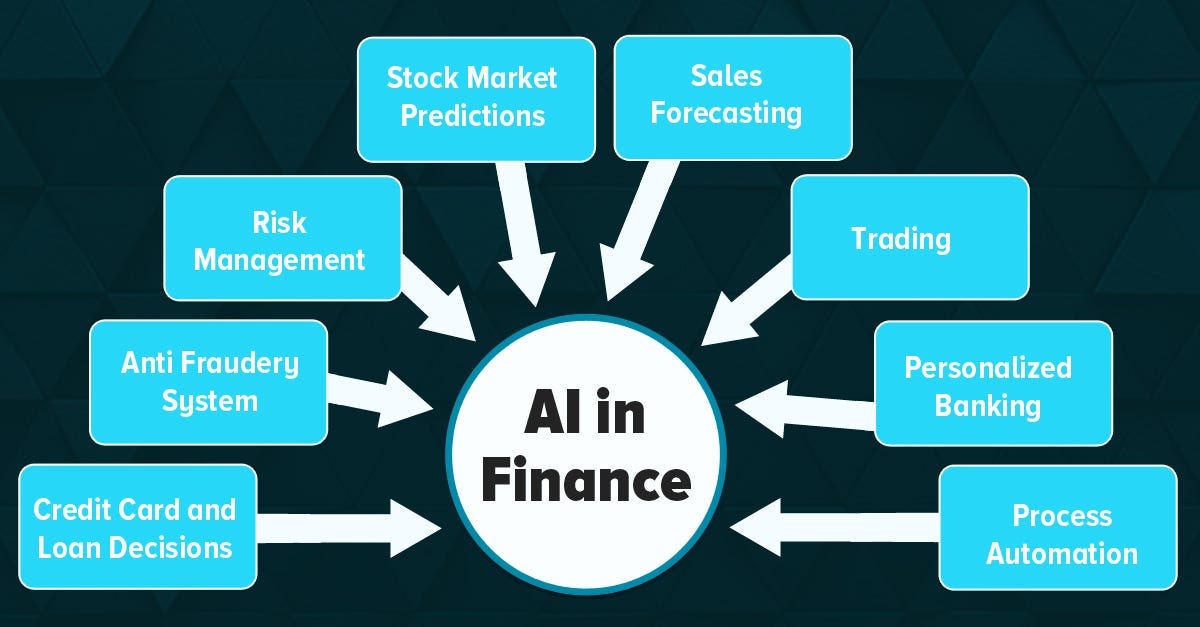 Stock Market
Predictions
Sales
Forecasting
Risk
Management
Trading
Anti Fraudery
System
Personalized
Banking
AI in
Finance
Credit Card and
Loan Decisions
Process
Automation